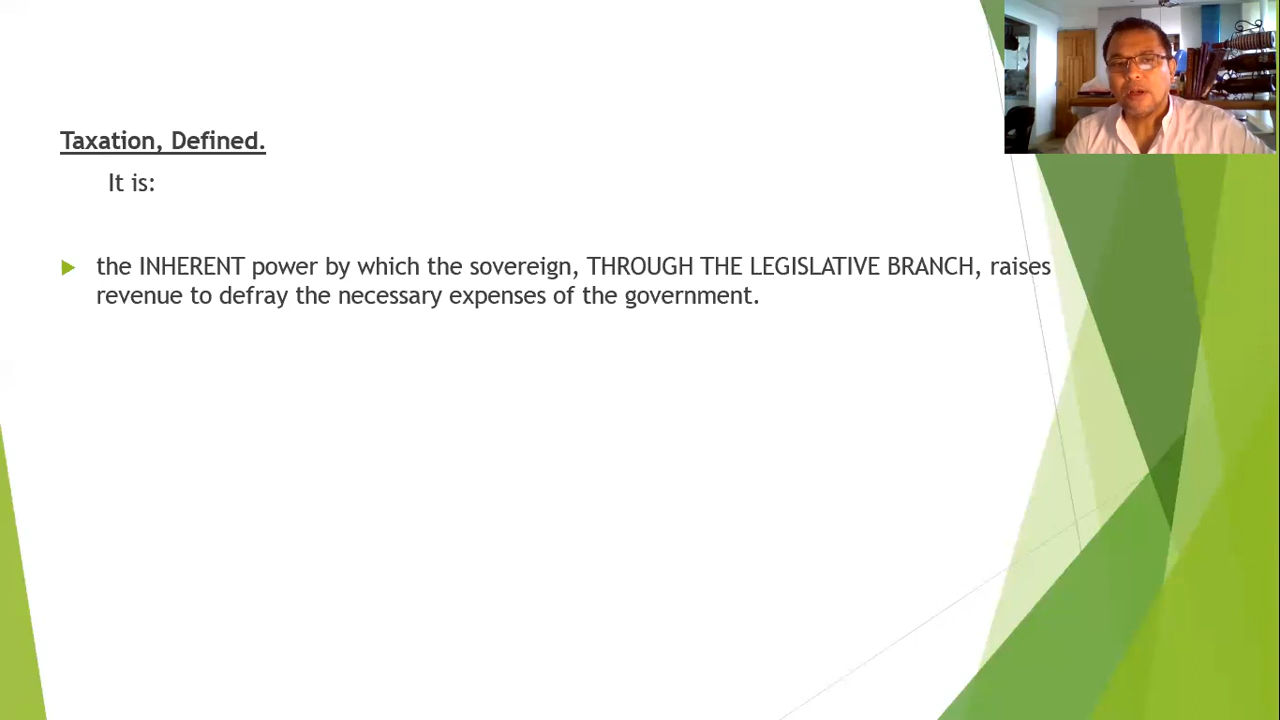 Taxation, Defined.
It is:
the INHERENT power by which the sovereign, THROUGH THE LEGISLATIVE BRANCH, raises
revenue to defray the necessary expenses of the government.